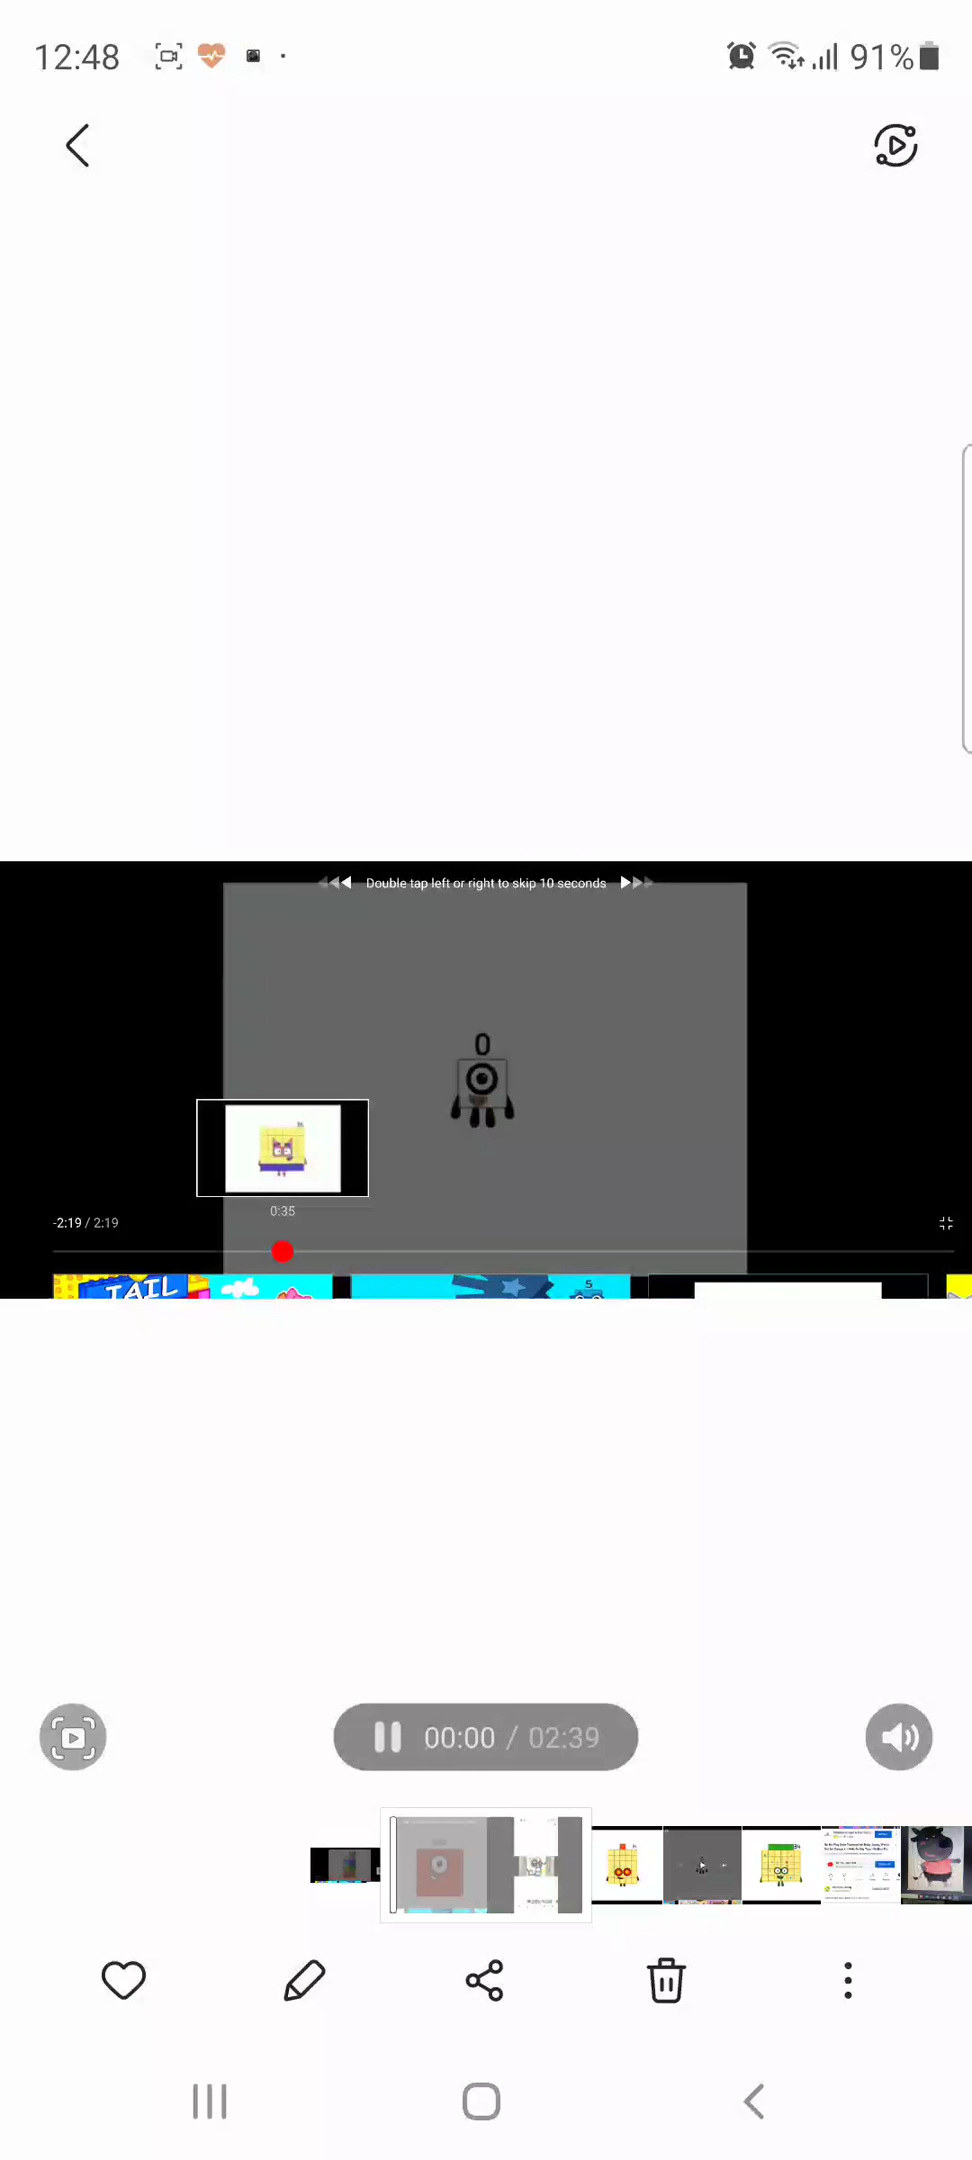 12:48
91%
Double tap left or right to skip 10 seconds
0
0:35
-2:19 / 2:19
TAIL
5
00:00 / 02:39